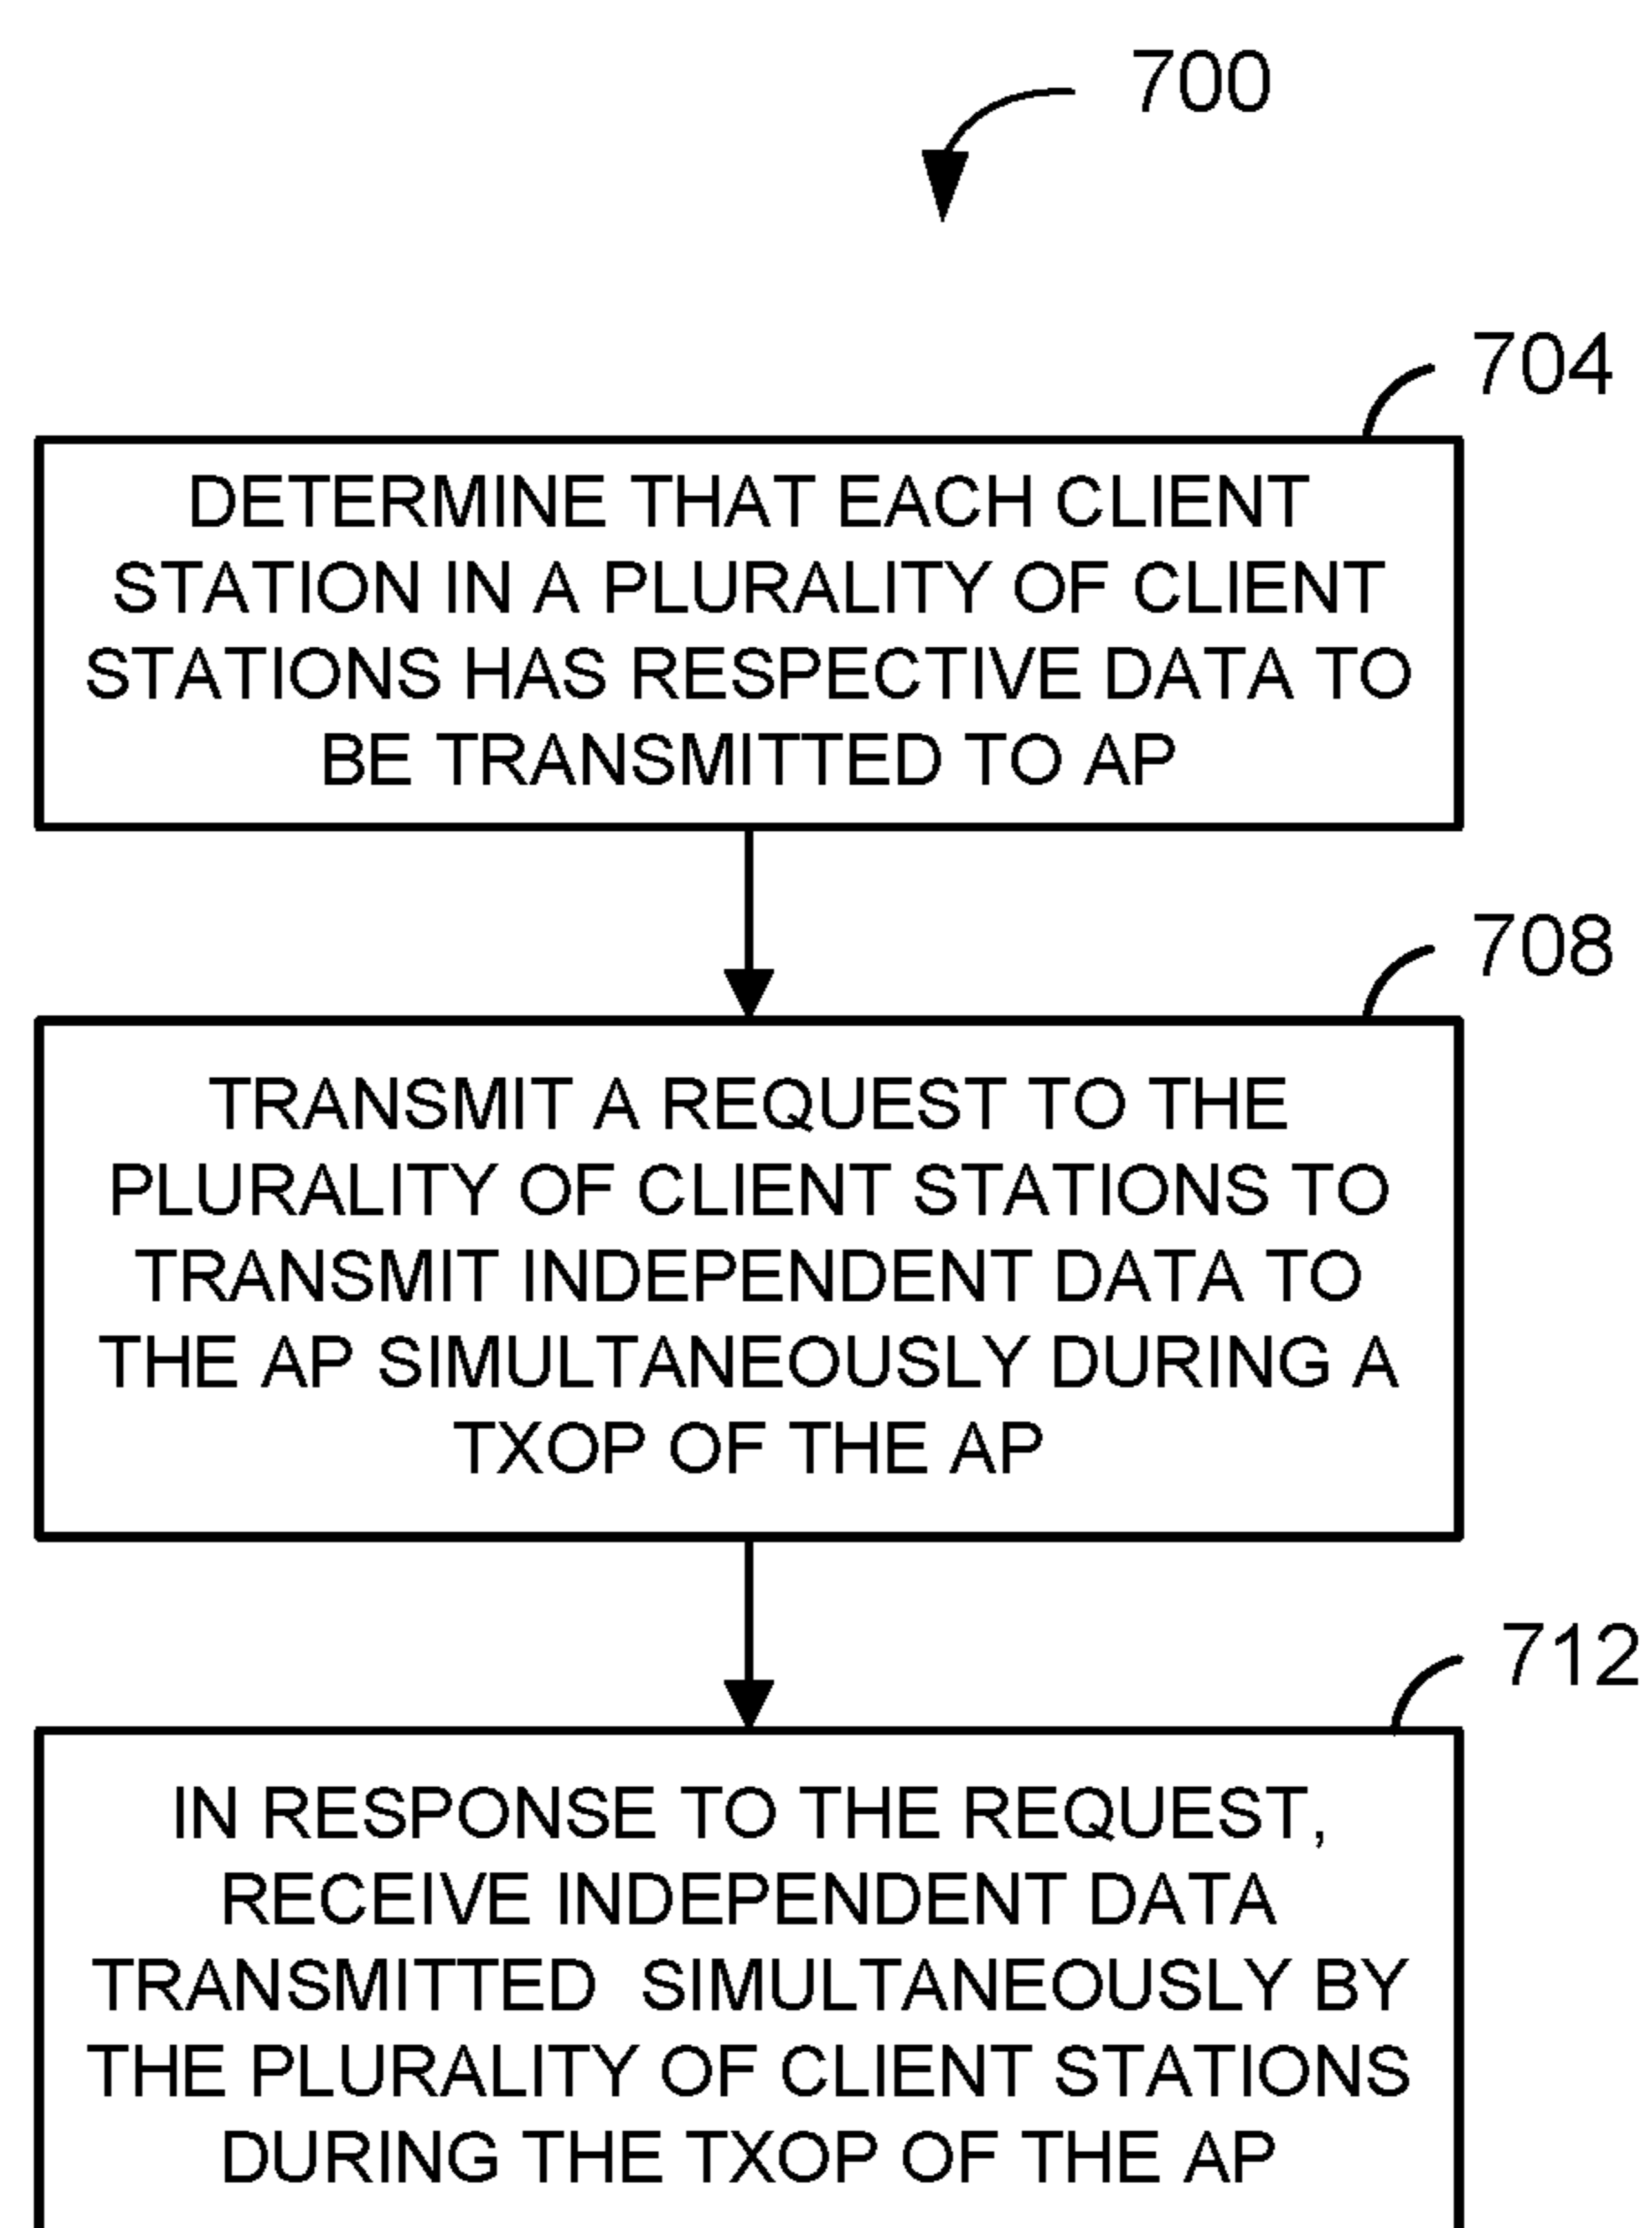 700
704
DETERMINE THAT EACH CLIENT
STATION IN A PLURALITY OF CLIENT
STATIONS HAS RESPECTIVE DATA TO
BE TRANSMITTED TO AP
708
TRANSMIT A REQUEST TO THE
PLURALITY OF CLIENT STATIONS TO
TRANSMIT INDEPENDENT DATA TO
THE AP SIMULTANEOUSLY DURING A
TXOP OF THE AP
712
IN RESPONSE TO THE REQUEST,
RECEIVE INDEPENDENT DATA
TRANSMITTED  SIMULTANEOUSLY BY
THE PLURALITY OF CLIENT STATIONS
DURING THE TXOP OF THE AP